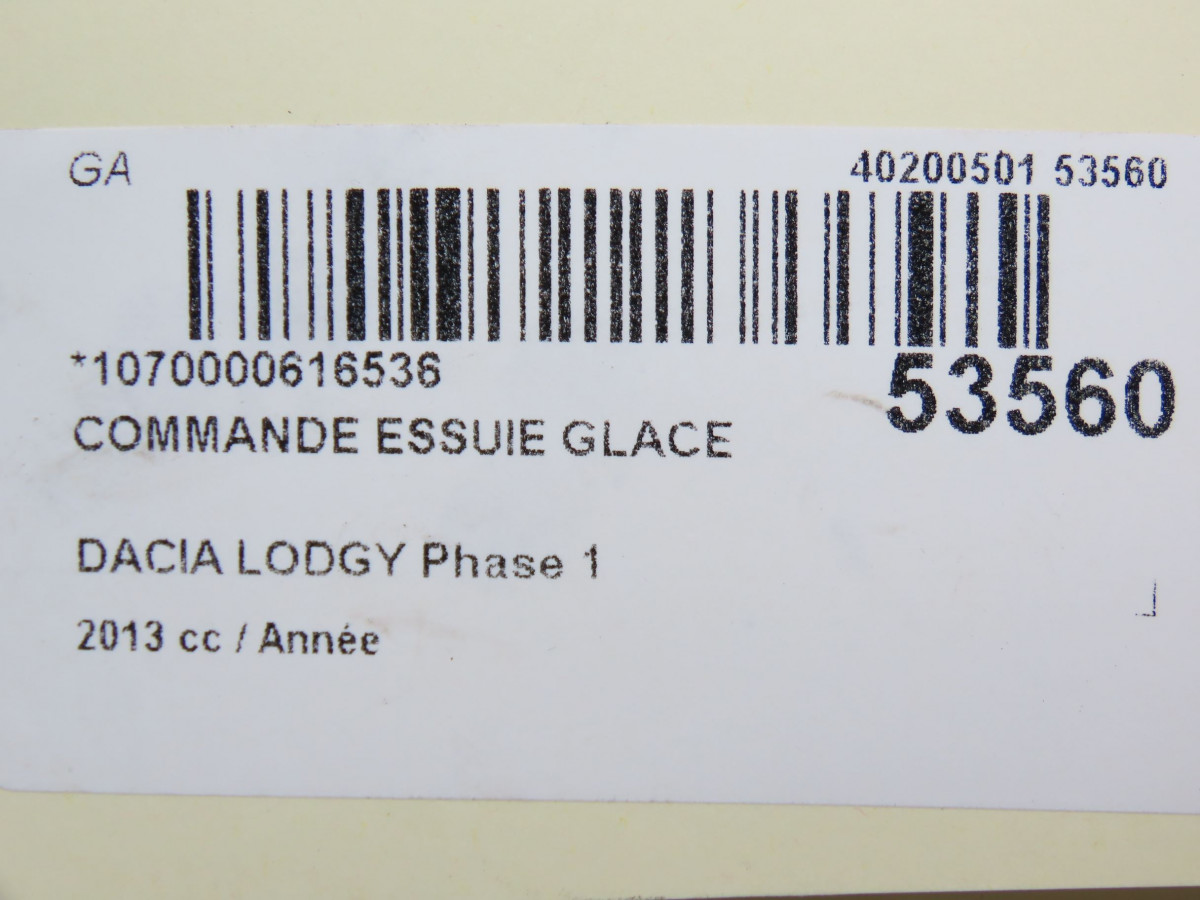 GA 40200501 53560
*1070000616536 53560
COMMANDE ESSUIE GLACE
DACIA LODGY Phase 1
2013 cc / Année